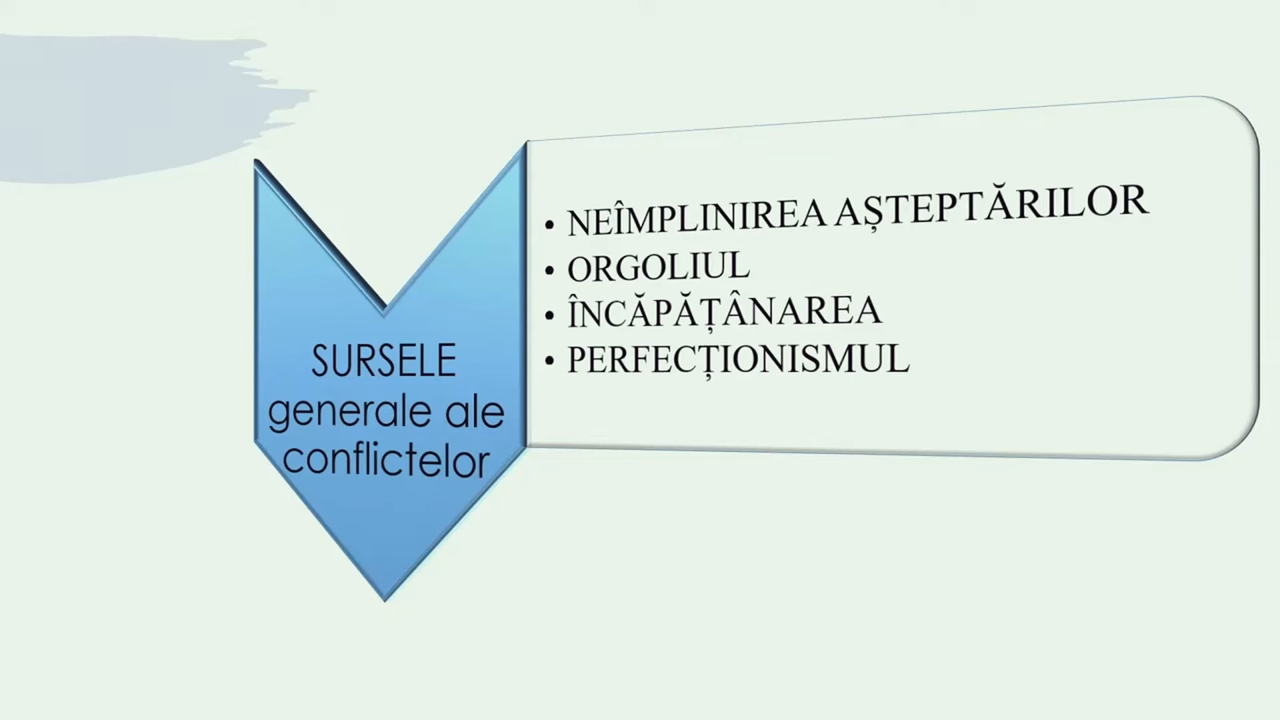 SURSELE
generale ale
conflictelor
• NEÎMPLINIREA AȘTEPTĂRILOR
• ORGOLIUL
• ÎNCĂPĂȚÂNAREA
• PERFECȚIONISMUL